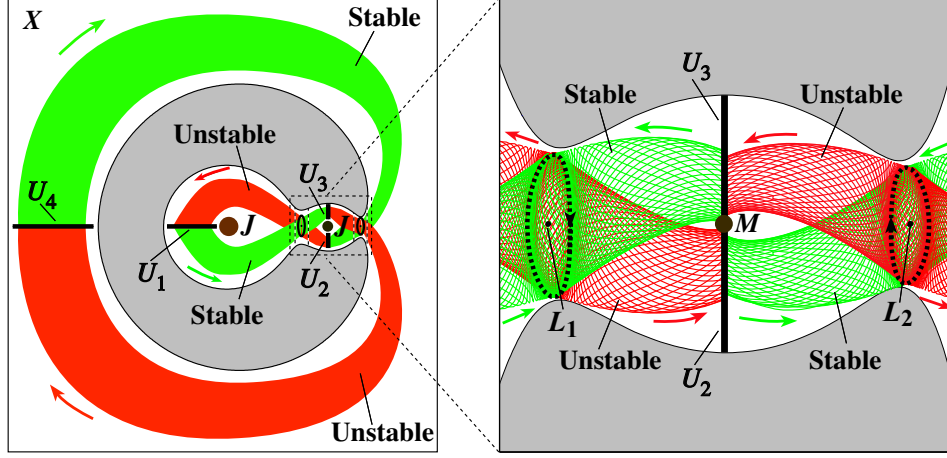 X
Stable
Unstable
U4
U3
J
J
U1
U2
Stable
Unstable
U3
Stable
Unstable
M
L1
L2
Unstable
Stable
U2